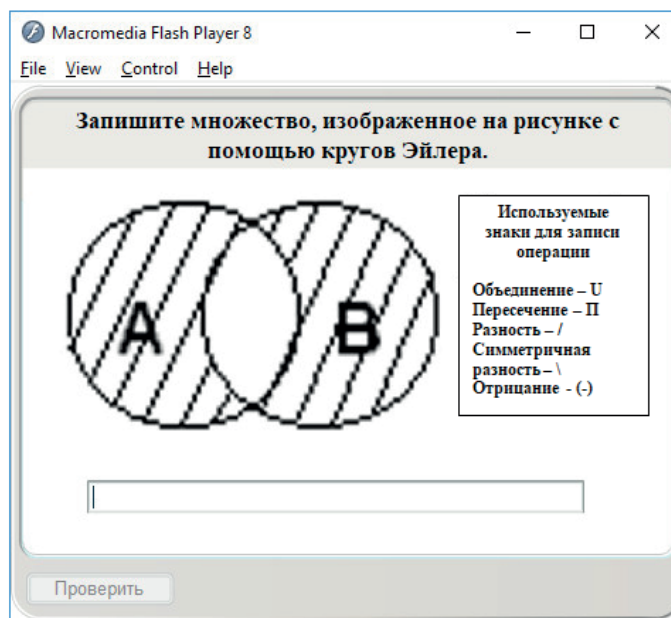 Macromedia Flash Player 8
File View Control Help
Запишите множество, изображенное на рисунке с
помощью кругов Эйлера.
A B
Используемые
знаки для записи
операции
Объединение – U
Пересечение – П
Разность – /
Симметричная
разность – \
Отрицание - (-)
Проверить